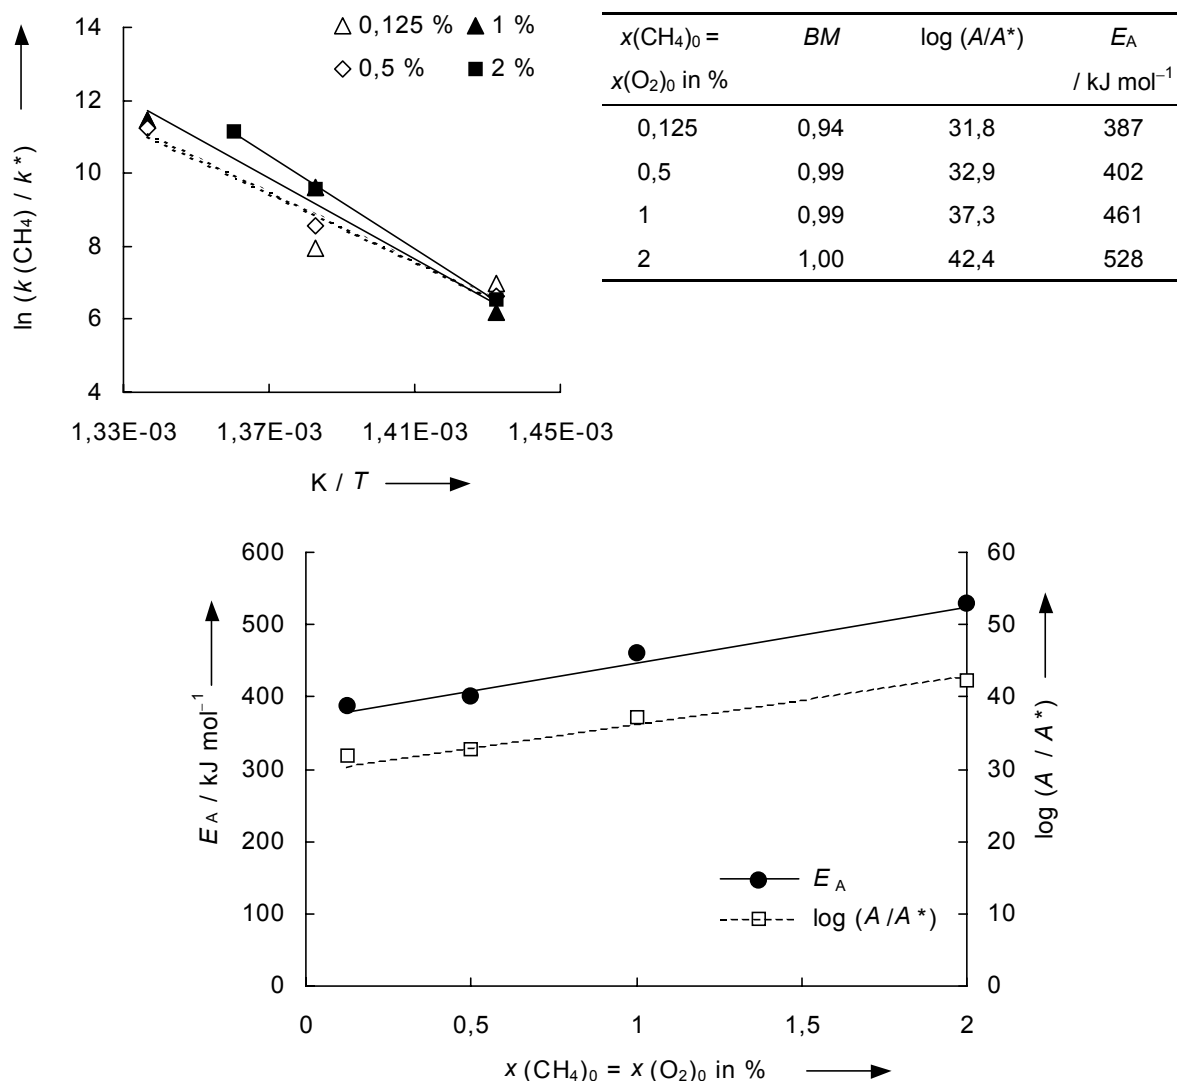 14
12
10
8
6
4
ln (k (CH₄) / k*)
0,125 % 1 %
0,5 % 2 %
1,33E-03 1,37E-03 1,41E-03 1,45E-03
K / T
x(CH₄)₀ = BM log (A/A*) E_A
x(O₂)₀ in % / kJ mol⁻¹
0,125 0,94 31,8 387
0,5 0,99 32,9 402
1 0,99 37,3 461
2 1,00 42,4 528
600
500
400
300
200
100
0
E_A / kJ mol⁻¹
60
50
40
30
20
10
0
log (A / A*)
E_A
log (A/A*)
0 0,5 1 1,5 2
x (CH₄)₀ = x (O₂)₀ in %